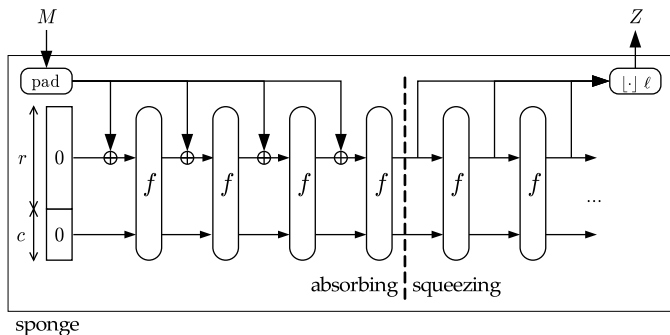 M Z
pad ⌊·⌋ ℓ
r 0 f f f f f f
...
c 0
absorbing squeezing
sponge